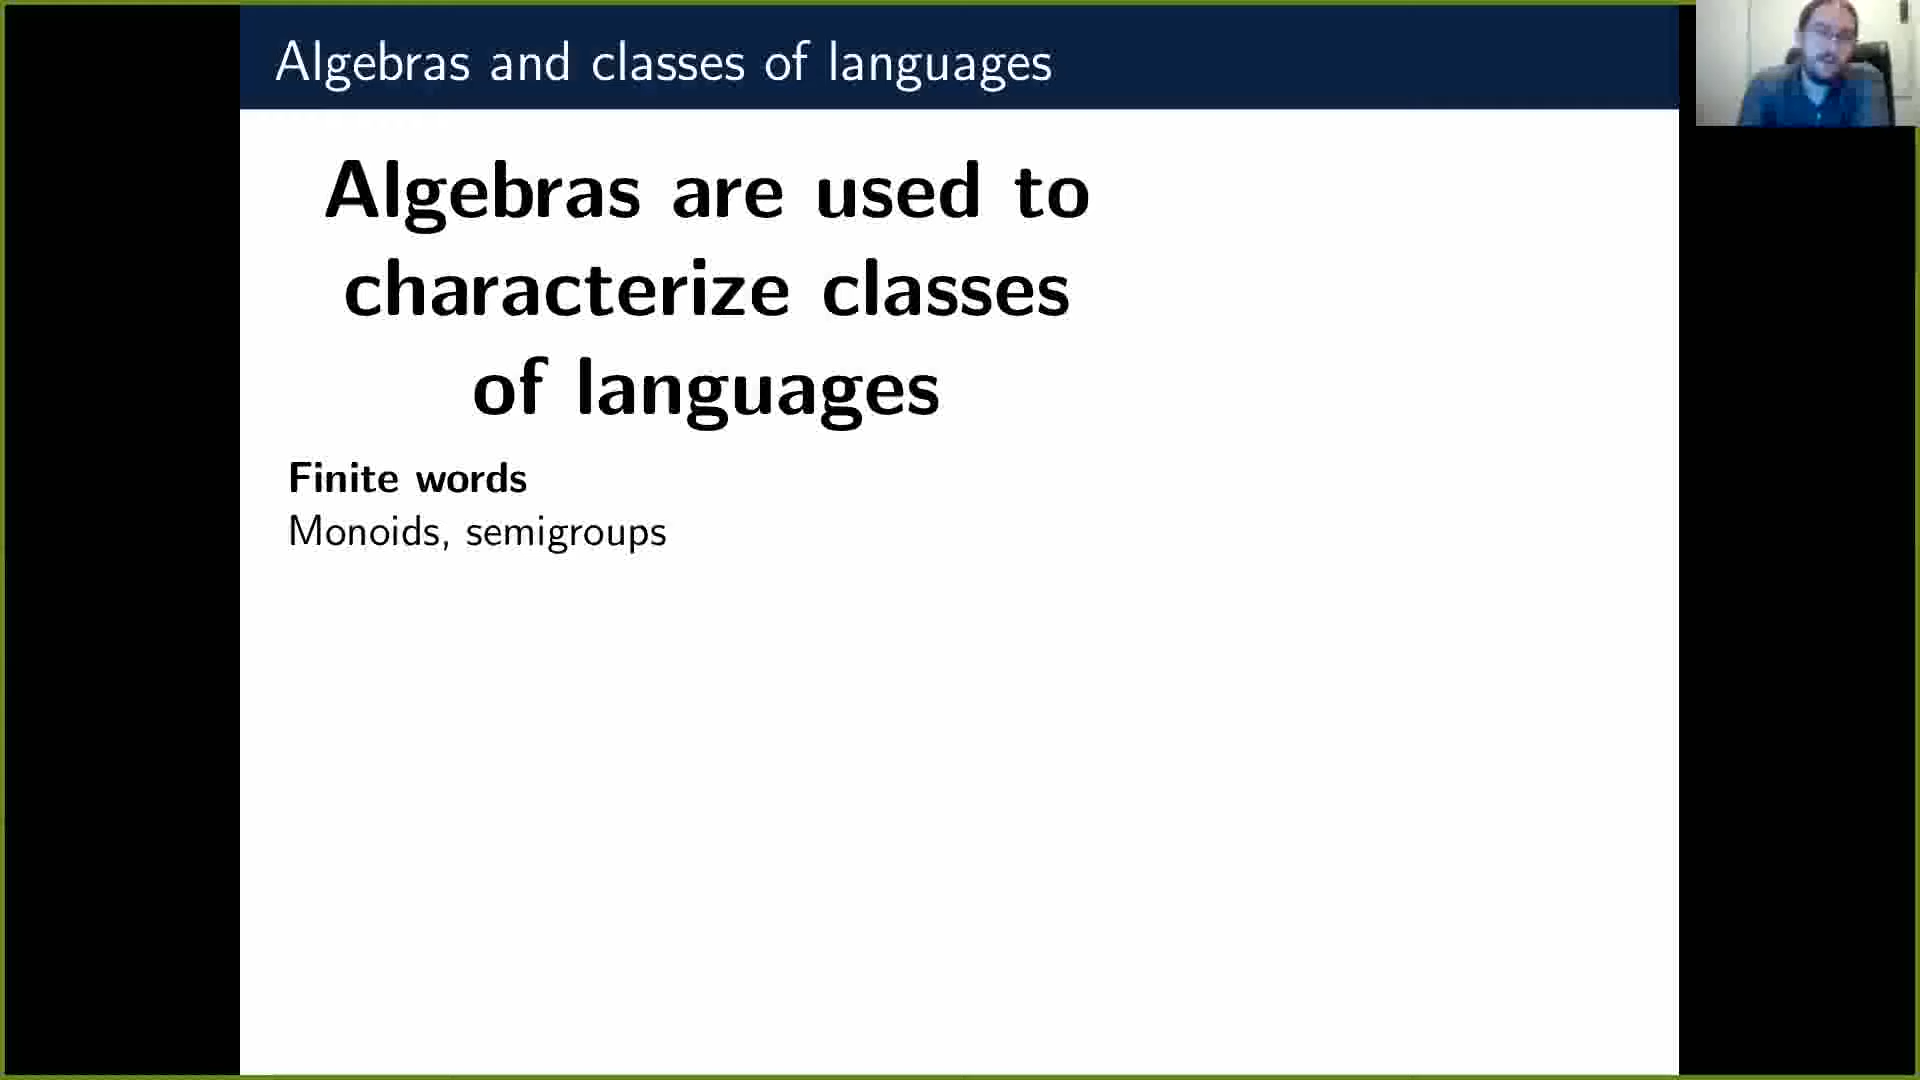 Algebras and classes of languages
Algebras are used to
characterize classes
of languages
Finite words
Monoids, semigroups